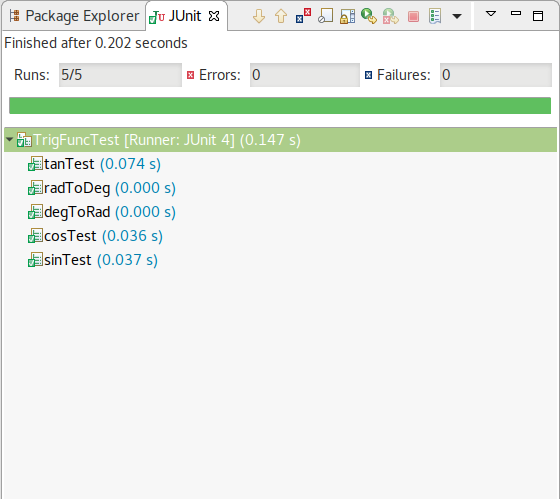 Package Explorer JUnit
Finished after 0.202 seconds
Runs: 5/5 Errors: 0 Failures: 0
TrigFuncTest [Runner: JUnit 4] (0.147 s)
tanTest (0.074 s)
radToDeg (0.000 s)
degToRad (0.000 s)
cosTest (0.036 s)
sinTest (0.037 s)